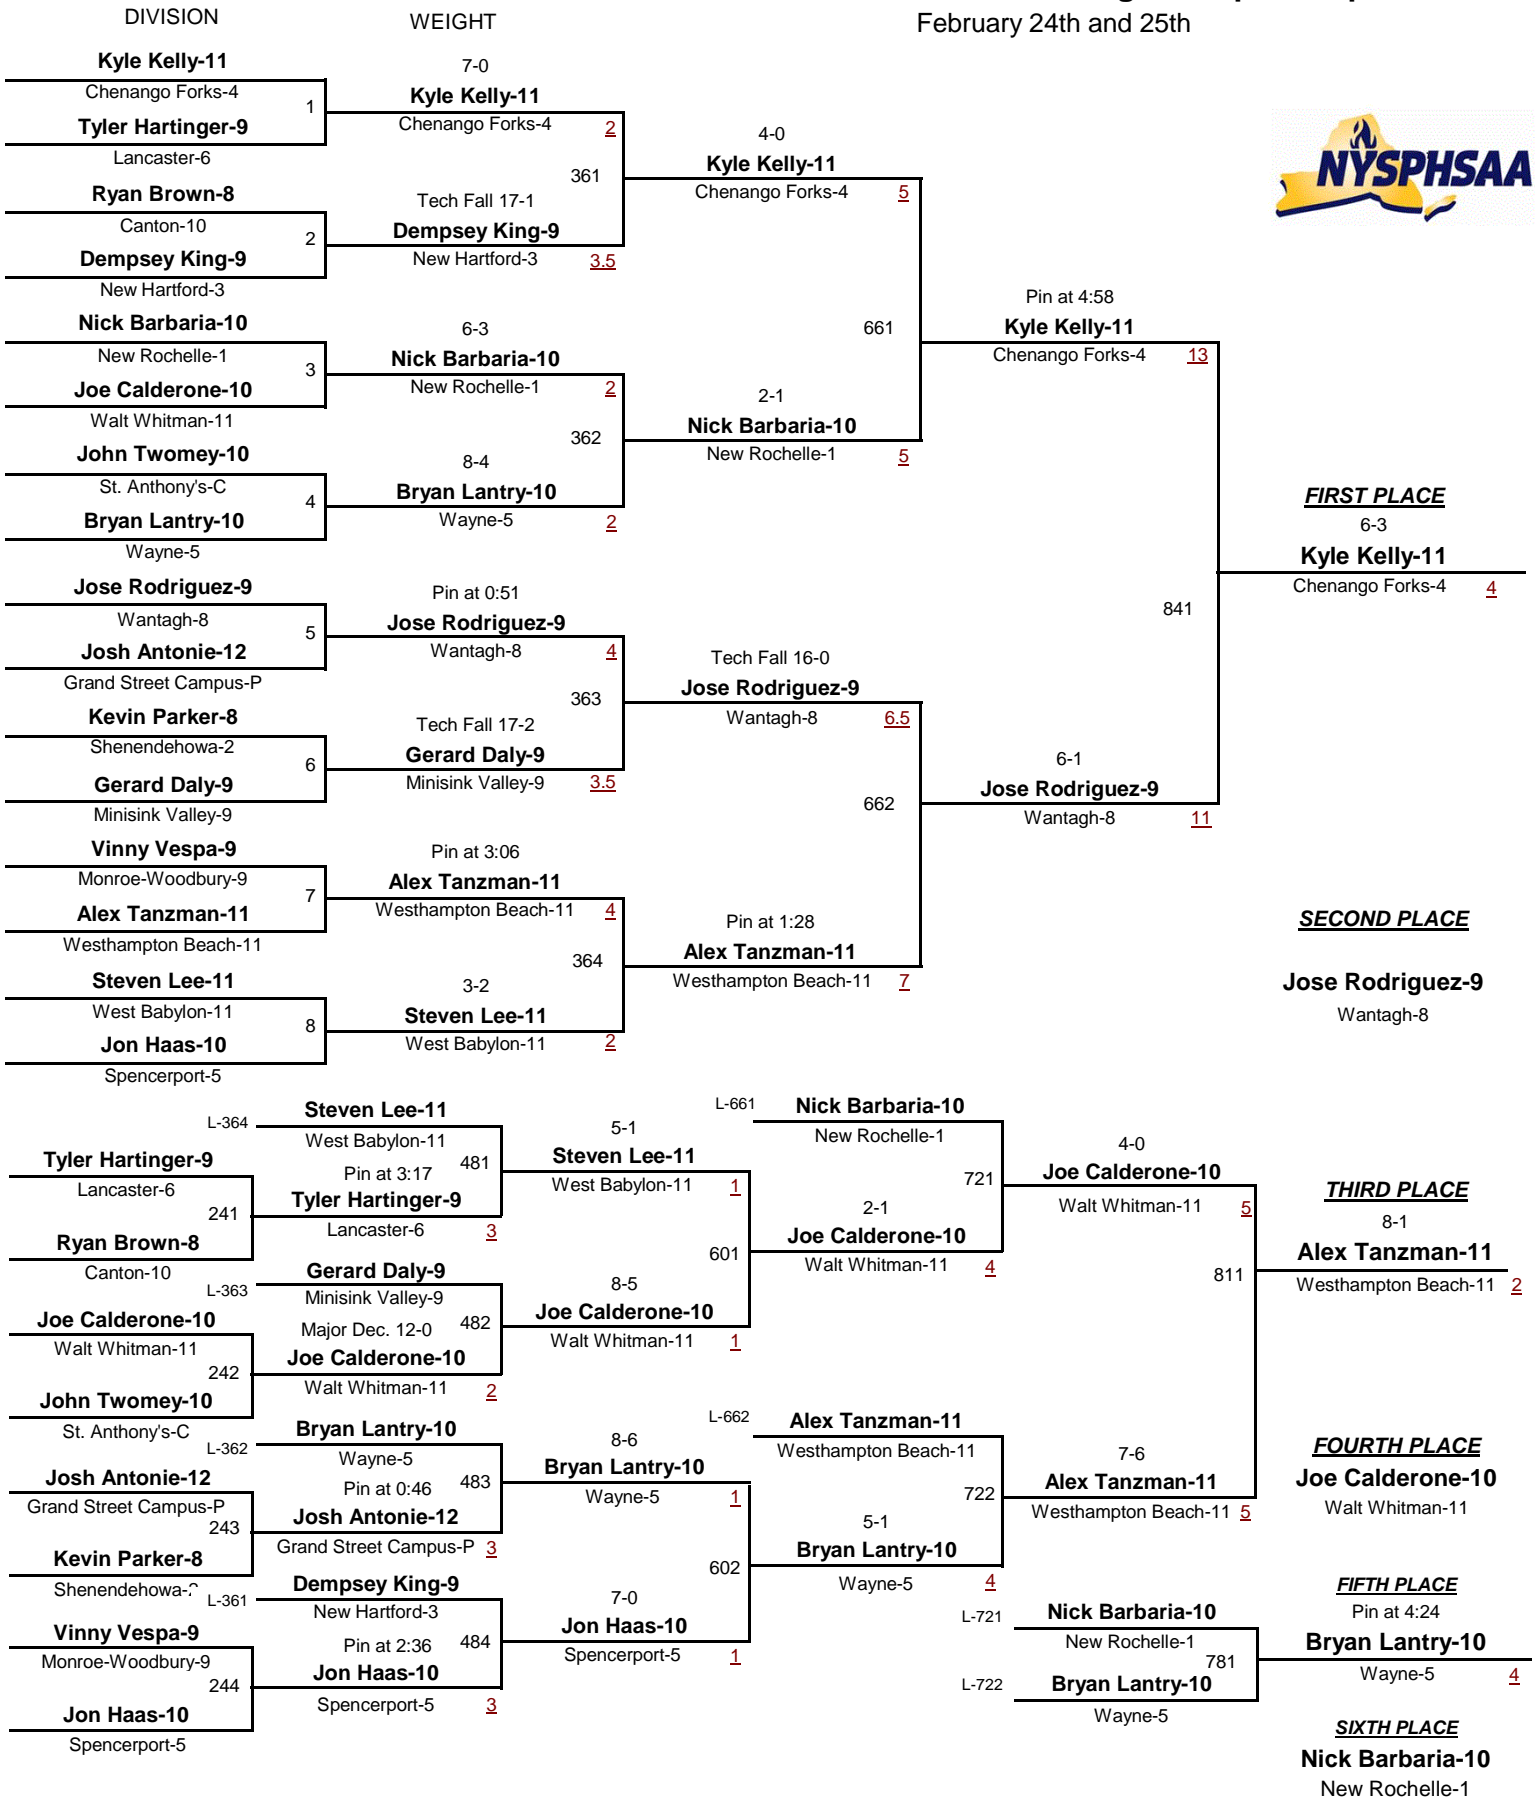 DIVISION
WEIGHT
February 24th and 25th
NYSPHSAA
Kyle Kelly-11
Chenango Forks-4
1
Tyler Hartinger-9
Lancaster-6
Ryan Brown-8
Canton-10
2
Dempsey King-9
New Hartford-3
Nick Barbaria-10
New Rochelle-1
3
Joe Calderone-10
Walt Whitman-11
John Twomey-10
St. Anthony's-C
4
Bryan Lantry-10
Wayne-5
Jose Rodriguez-9
Wantagh-8
5
Josh Antonie-12
Grand Street Campus-P
Kevin Parker-8
Shenendehowa-2
6
Gerard Daly-9
Minisink Valley-9
Vinny Vespa-9
Monroe-Woodbury-9
7
Alex Tanzman-11
Westhampton Beach-11
Steven Lee-11
West Babylon-11
8
Jon Haas-10
Spencerport-5
7-0
Kyle Kelly-11
Chenango Forks-4 2
361
Tech Fall 17-1
Dempsey King-9
New Hartford-3 3.5
6-3
Nick Barbaria-10
New Rochelle-1 2
362
8-4
Bryan Lantry-10
Wayne-5 2
Pin at 0:51
Jose Rodriguez-9
Wantagh-8 4
363
Tech Fall 17-2
Gerard Daly-9
Minisink Valley-9 3.5
Pin at 3:06
Alex Tanzman-11
Westhampton Beach-11 4
364
3-2
Steven Lee-11
West Babylon-11 2
4-0
Kyle Kelly-11
Chenango Forks-4 5
661
2-1
Nick Barbaria-10
New Rochelle-1 5
Tech Fall 16-0
Jose Rodriguez-9
Wantagh-8 6.5
662
Pin at 1:28
Alex Tanzman-11
Westhampton Beach-11 7
Pin at 4:58
Kyle Kelly-11
Chenango Forks-4 13
841
6-1
Jose Rodriguez-9
Wantagh-8 11
FIRST PLACE
6-3
Kyle Kelly-11
Chenango Forks-4 4
SECOND PLACE
Jose Rodriguez-9
Wantagh-8
Tyler Hartinger-9
Lancaster-6
241
Ryan Brown-8
Canton-10
Joe Calderone-10
Walt Whitman-11
242
John Twomey-10
St. Anthony's-C
Josh Antonie-12
Grand Street Campus-P
243
Kevin Parker-8
Shenendehowa-
Vinny Vespa-9
Monroe-Woodbury-9
244
Jon Haas-10
Spencerport-5
L-364
Steven Lee-11
West Babylon-11
Pin at 3:17 481
Tyler Hartinger-9
Lancaster-6 3
L-363
Gerard Daly-9
Minisink Valley-9
Major Dec. 12-0 482
Joe Calderone-10
Walt Whitman-11 2
L-362
Bryan Lantry-10
Wayne-5
Pin at 0:46 483
Josh Antonie-12
Grand Street Campus-P 3
L-361
Dempsey King-9
New Hartford-3
Pin at 2:36 484
Jon Haas-10
Spencerport-5 3
5-1
Steven Lee-11
West Babylon-11 1
601
8-5
Joe Calderone-10
Walt Whitman-11 1
8-6
Bryan Lantry-10
Wayne-5 1
602
7-0
Jon Haas-10
Spencerport-5 1
L-661
Nick Barbaria-10
New Rochelle-1
721
2-1
Joe Calderone-10
Walt Whitman-11 4
L-662
Alex Tanzman-11
Westhampton Beach-11
722
5-1
Bryan Lantry-10
Wayne-5 4
4-0
Joe Calderone-10
Walt Whitman-11 5
811
7-6
Alex Tanzman-11
Westhampton Beach-11 5
THIRD PLACE
8-1
Alex Tanzman-11
Westhampton Beach-11 2
FOURTH PLACE
Joe Calderone-10
Walt Whitman-11
L-721
Nick Barbaria-10
New Rochelle-1
781
L-722
Bryan Lantry-10
Wayne-5
FIFTH PLACE
Pin at 4:24
Bryan Lantry-10
Wayne-5 4
SIXTH PLACE
Nick Barbaria-10
New Rochelle-1